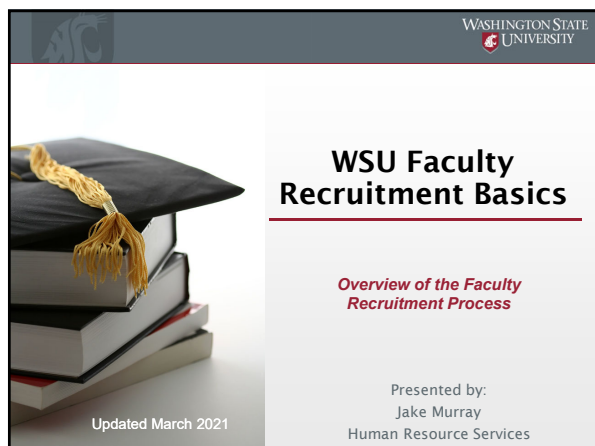 WASHINGTON STATE
UNIVERSITY
WSU Faculty
Recruitment Basics
Overview of the Faculty
Recruitment Process
Presented by:
Jake Murray
Human Resource Services
Updated March 2021